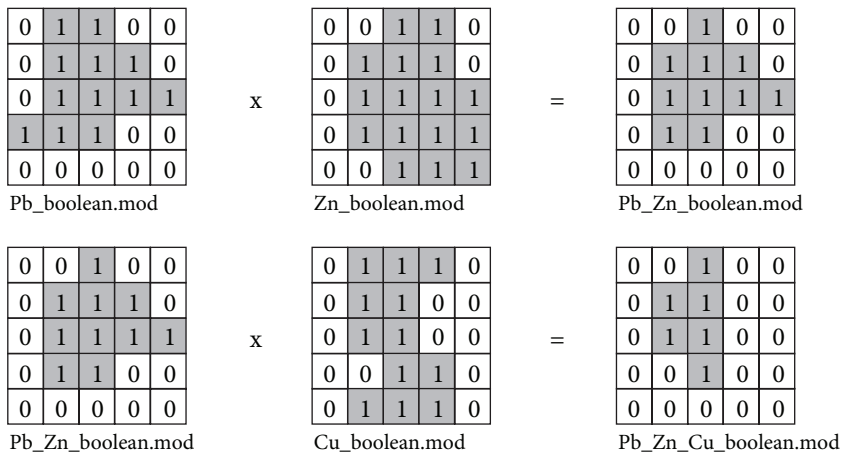 0 1 1 0 0 0 0 1 1 0 0 0 1 0 0
0 1 1 1 0 0 1 1 1 0 0 1 1 1 0
0 1 1 1 1 x 0 1 1 1 1 = 0 1 1 1 1
1 1 1 0 0 0 1 1 1 1 0 1 1 0 0
0 0 0 0 0 0 0 1 1 1 0 0 0 0 0
Pb_boolean.mod Zn_boolean.mod Pb_Zn_boolean.mod
0 0 1 0 0 0 1 1 1 0 0 0 1 0 0
0 1 1 1 0 0 1 1 0 0 0 1 1 0 0
0 1 1 1 1 x 0 1 1 0 0 = 0 1 1 0 0
0 1 1 0 0 0 0 1 1 0 0 0 1 0 0
0 0 0 0 0 0 1 1 1 0 0 0 0 0 0
Pb_Zn_boolean.mod Cu_boolean.mod Pb_Zn_Cu_boolean.mod